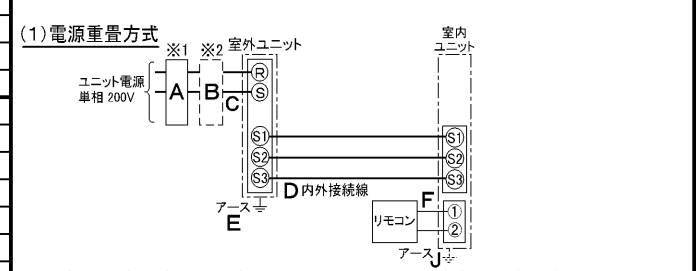 (1)電源重畳方式
※1 ※2 室外ユニット 室内
ユニット
ユニット電源
単相 200V
A B C
R
S
S1 S1
S2 S2
S3 S3
D 内外接続線
アース
E
リモコン F ① ②
アース J